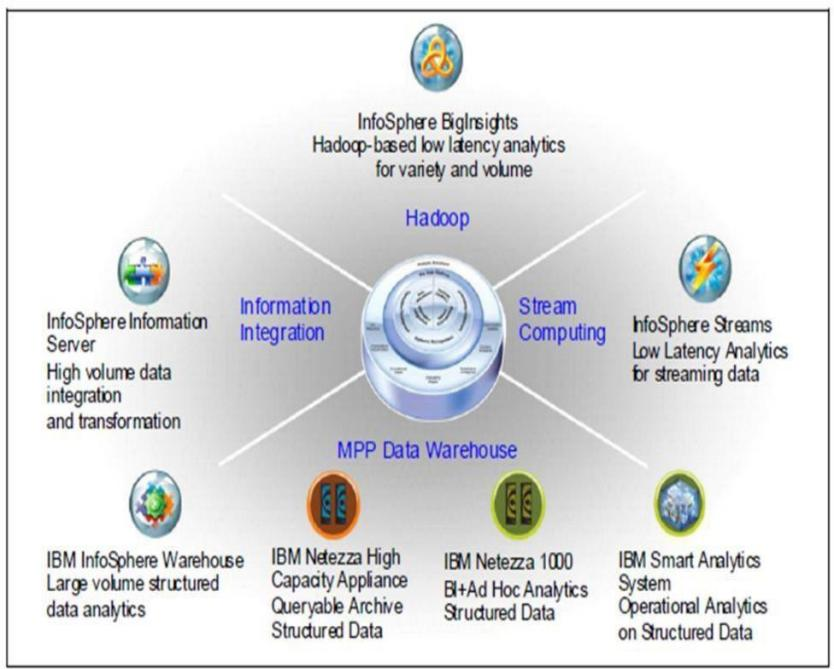 InfoSphere BigInsights
Hadoop-based low latency analytics
for variety and volume
Hadoop
Information
Integration
Stream
Computing
InfoSphere Information
Server
High volume data
integration
and transformation
InfoSphere Streams
Low Latency Analytics
for streaming data
MPP Data Warehouse
IBM InfoSphere Warehouse
Large volume structured
data analytics
IBM Netezza High
Capacity Appliance
Queryable Archive
Structured Data
IBM Netezza 1000
BI+Ad Hoc Analytics
Structured Data
IBM Smart Analytics
System
Operational Analytics
on Structured Data